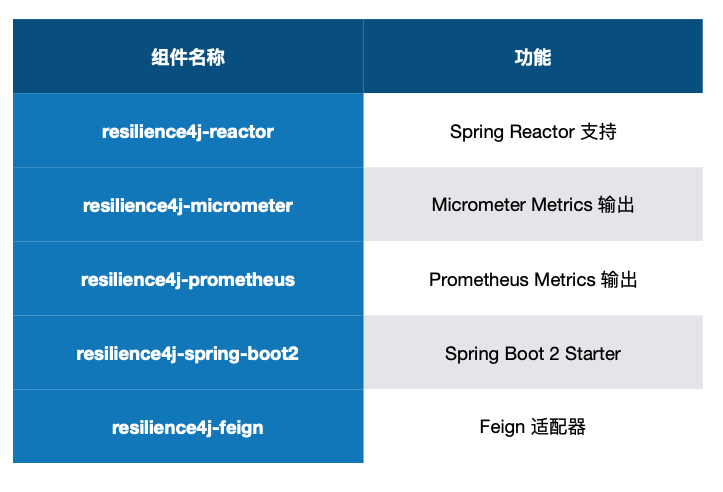 组件名称 功能
resilience4j-reactor Spring Reactor 支持
resilience4j-micrometer Micrometer Metrics 输出
resilience4j-prometheus Prometheus Metrics 输出
resilience4j-spring-boot2 Spring Boot 2 Starter
resilience4j-feign Feign 适配器